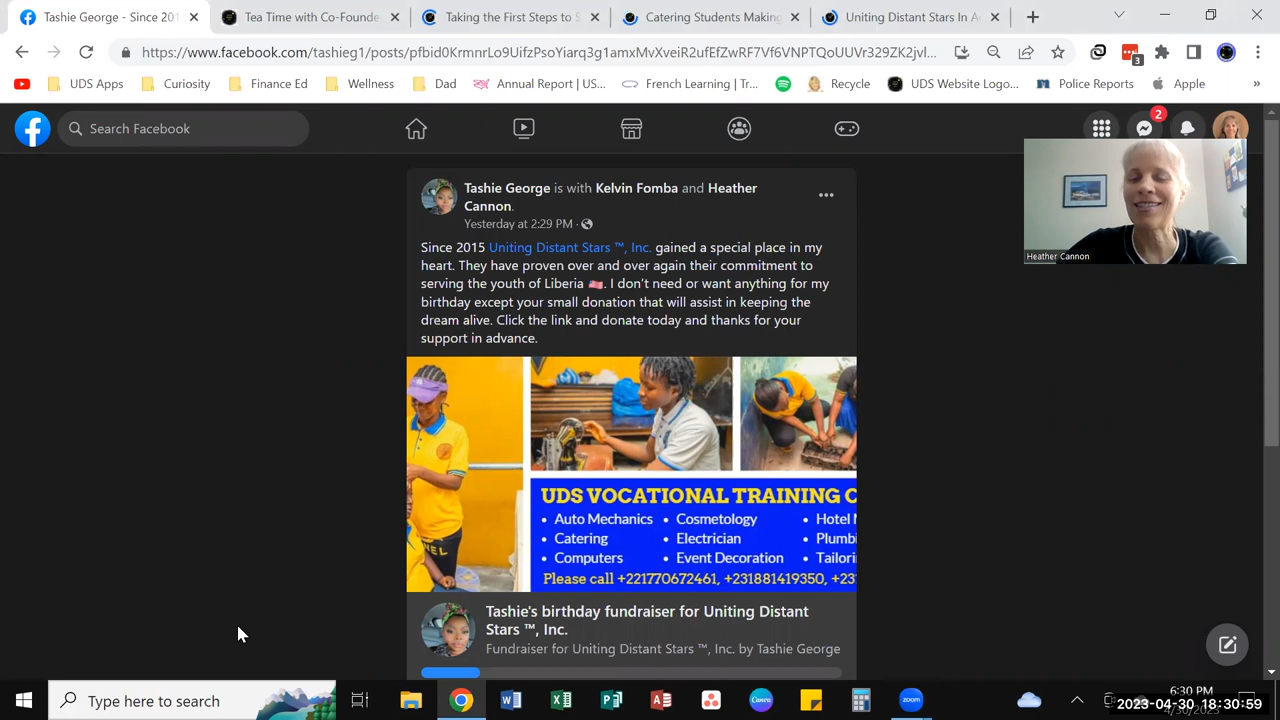 Tashie George - Since 201
Tea Time with Co-Founde
Taking the First Steps to S
Catering Students Making
Uniting Distant Stars In A
https://www.facebook.com/tashieg1/posts/pfbid0KrmnrLo9UifzPsoYiarq3g1amxMvXveiR2ufEfZwRF7Vf6VNPTQoUUVr329ZK2jvl...
3
UDS Apps
Curiosity
Finance Ed
Wellness
Dad
Annual Report | US...
French Learning | Tr...
Recycle
UDS Website Logo...
Police Reports
Apple
»
Search Facebook
2
Tashie George is with Kelvin Fomba and Heather
Cannon.
Yesterday at 2:29 PM ·
Since 2015 Uniting Distant Stars ™, Inc. gained a special place in my
heart. They have proven over and over again their commitment to
serving the youth of Liberia 🇱🇷. I don't need or want anything for my
birthday except your small donation that will assist in keeping the
dream alive. Click the link and donate today and thanks for your
support in advance.
Heather Cannon
UDS VOCATIONAL TRAINING C
• Auto Mechanics • Cosmetology • Hotel M
• Catering • Electrician • Plumbi
• Computers • Event Decoration • Tailori
Please call +221770672461, +231881419350, +23
Tashie's birthday fundraiser for Uniting Distant
Stars ™, Inc.
Fundraiser for Uniting Distant Stars ™, Inc. by Tashie George
Type here to search
6:30 PM
2023-04-30 18:30:59